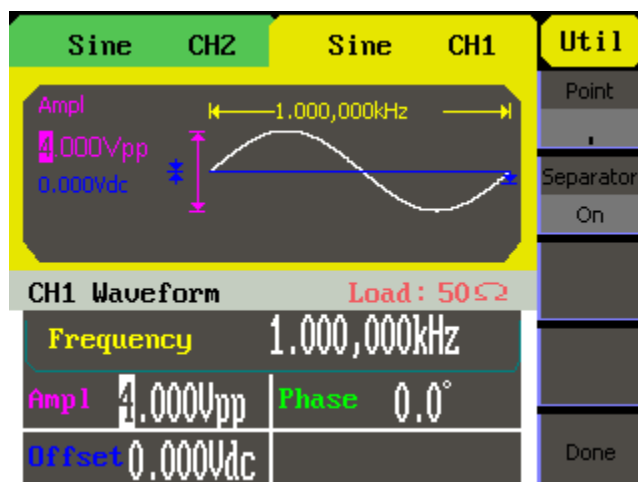 Sine CH2 Sine CH1 Util
Ampl
1.000,000kHz
4.000Vpp
0.000Vdc
Point
.
Separator
On
CH1 Waveform Load: 50Ω
Frequency 1.000,000kHz
Ampl 4.000Vpp Phase 0.0°
Offset 0.000Vdc
Done